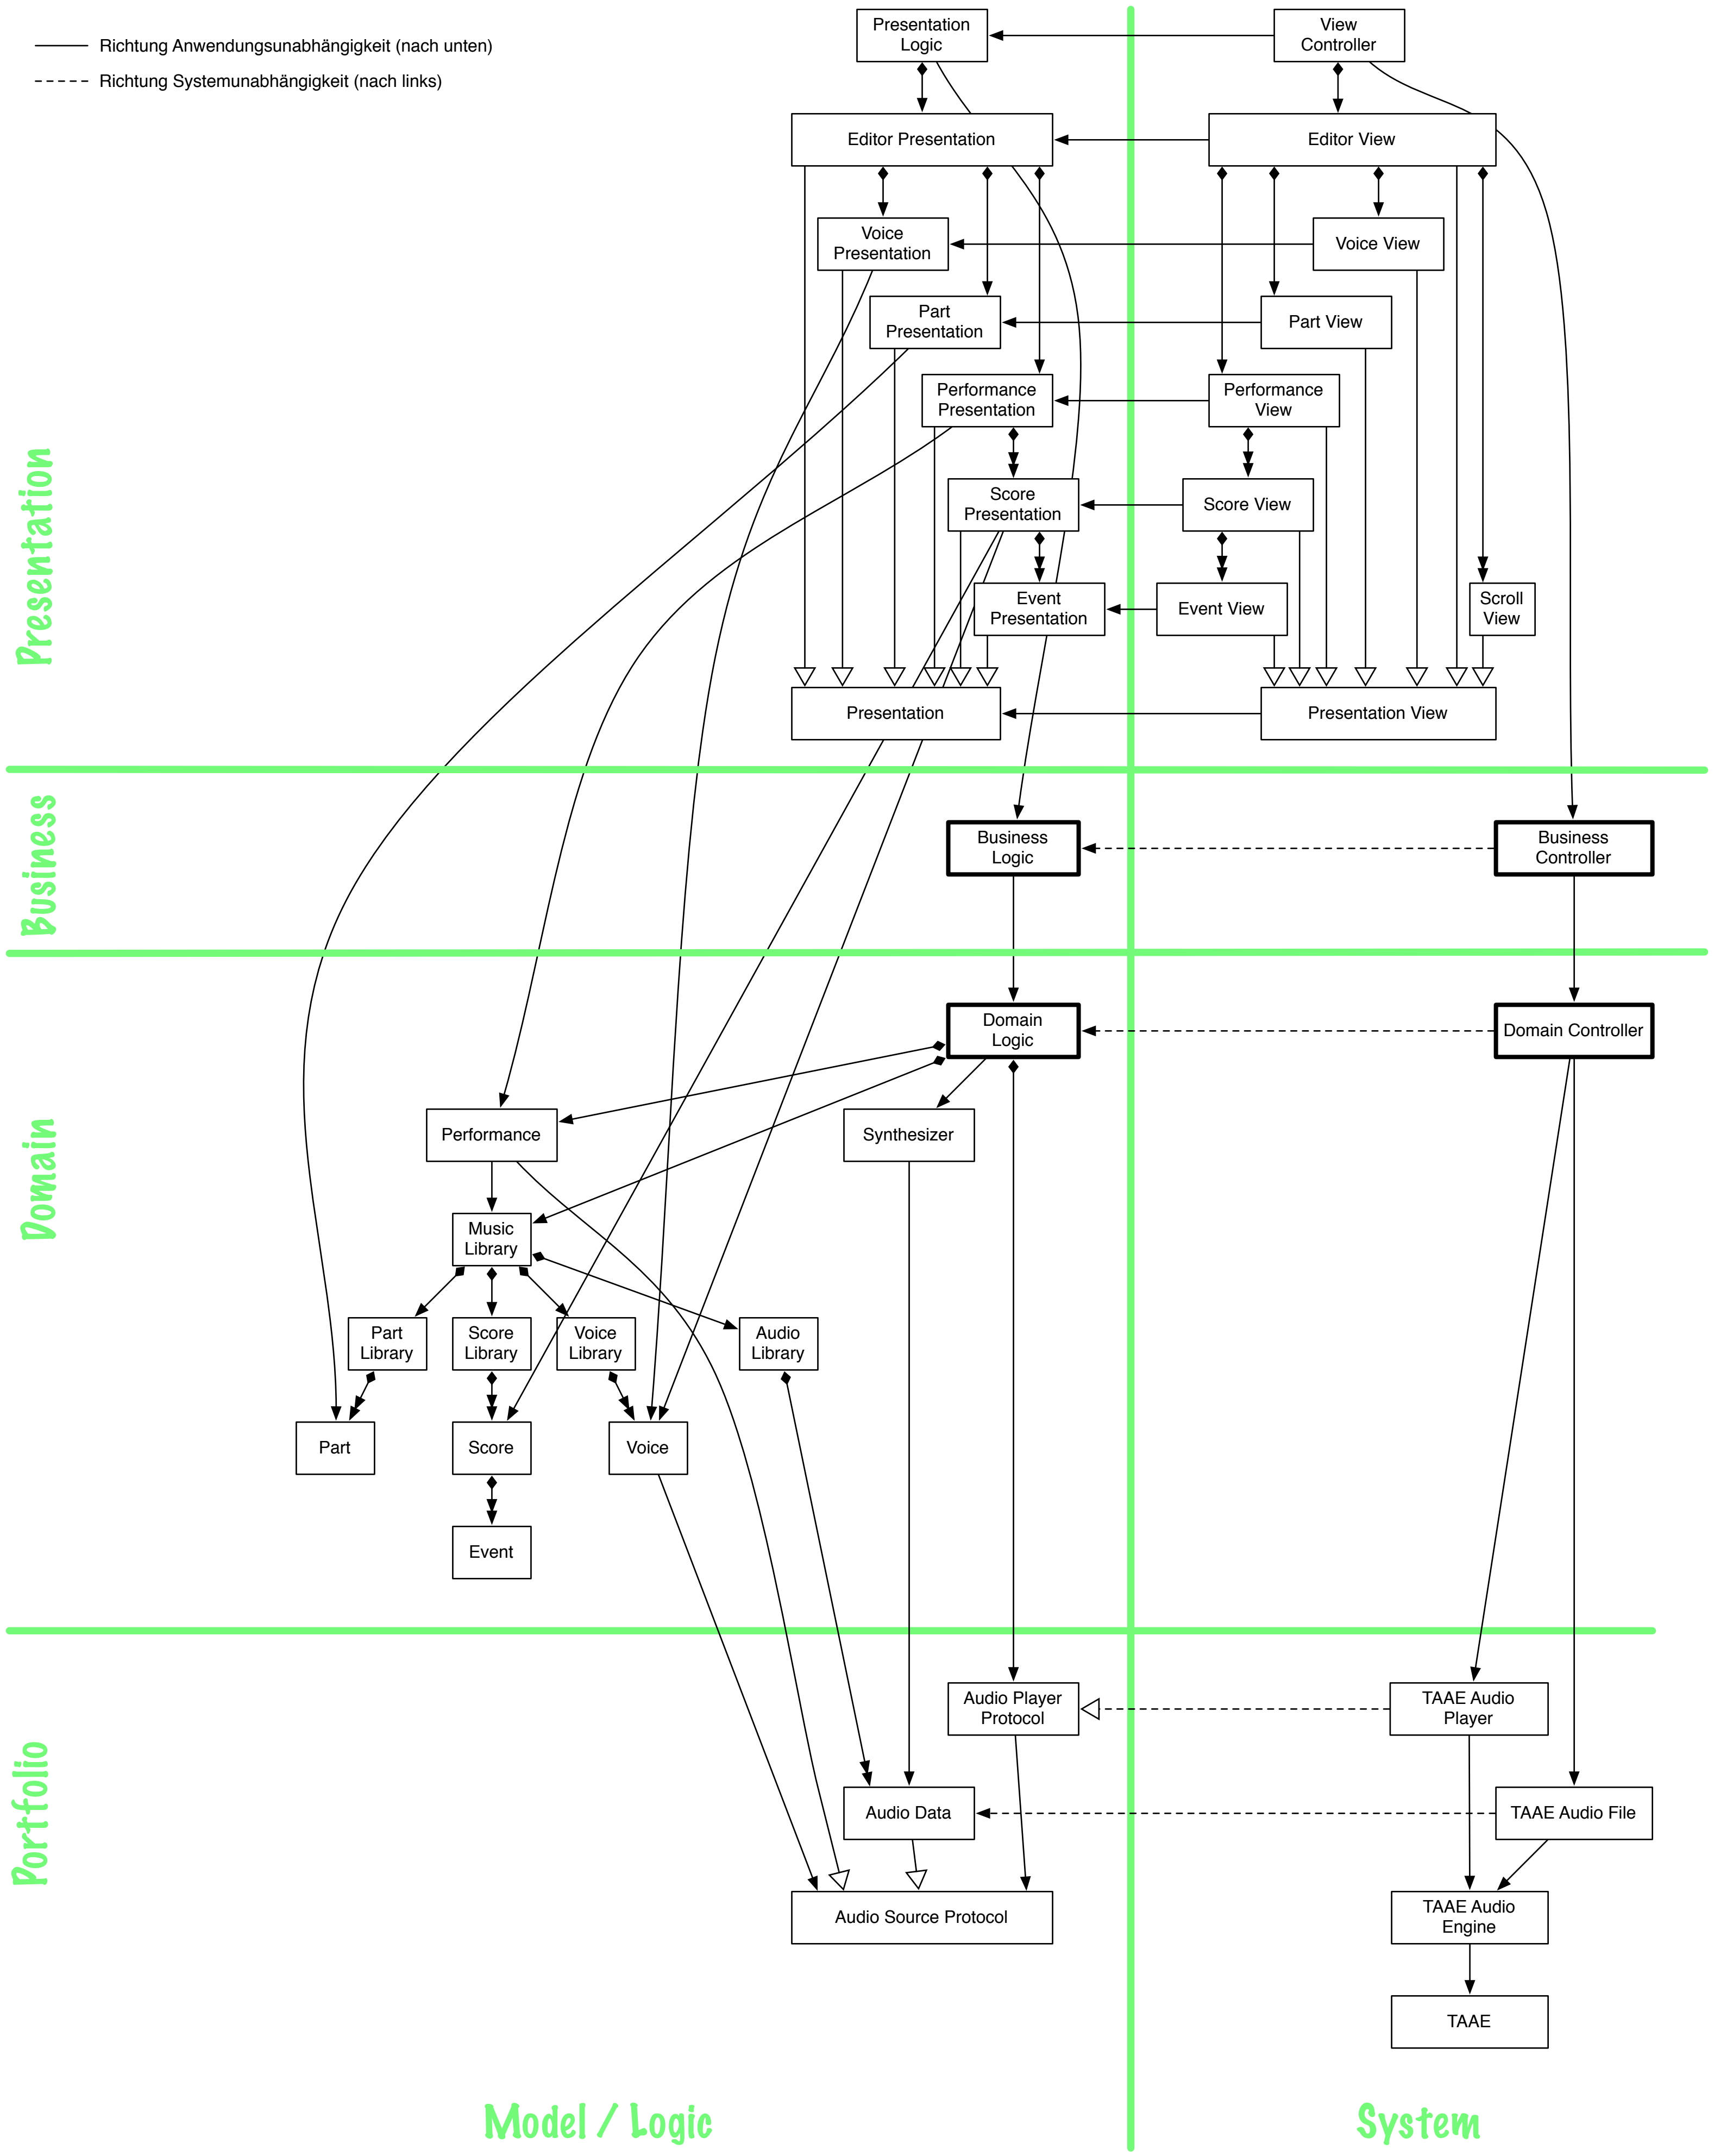 Presentation
Logic
View
Controller
Richtung Anwendungsunabhängigkeit (nach unten)
Richtung Systemunabhängigkeit (nach links)
Editor Presentation
Editor View
Voice
Presentation
Voice View
Part
Presentation
Part View
Performance
Presentation
Performance
View
Score
Presentation
Score View
Event
Presentation
Event View
Scroll
View
Presentation
Presentation
Presentation View
Business
Business
Logic
Business
Controller
Domain
Logic
Domain Controller
Domain
Performance
Synthesizer
Music
Library
Part
Library
Score
Library
Voice
Library
Audio
Library
Part
Score
Voice
Event
Portfolio
Audio Player
Protocol
TAAE Audio
Player
Audio Data
TAAE Audio File
Audio Source Protocol
TAAE Audio
Engine
TAAE
Model / Logic
System